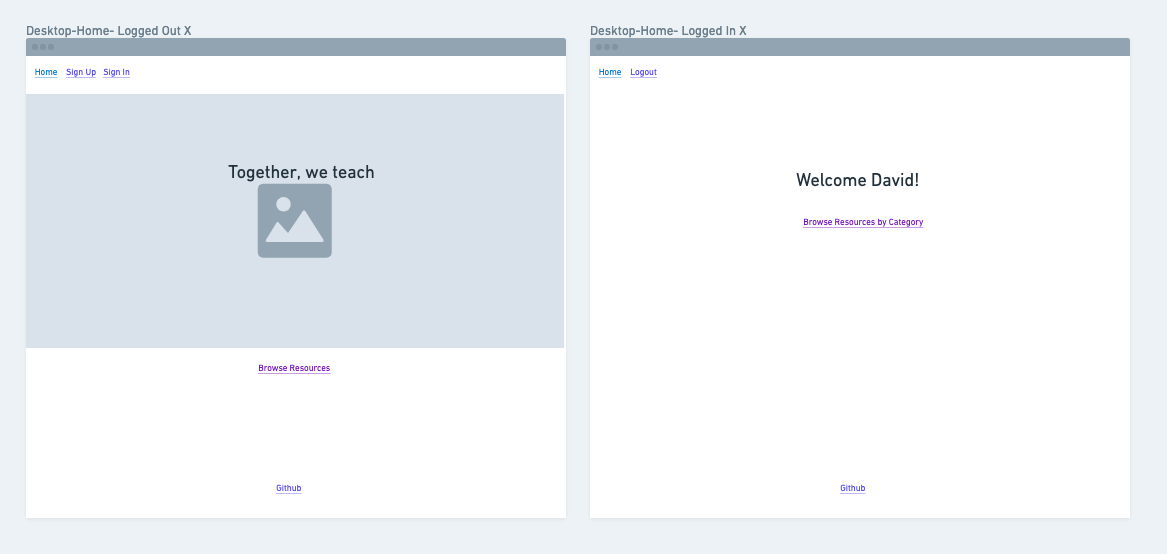 Desktop-Home- Logged Out X
Home Sign Up Sign In
Together, we teach
Browse Resources
Github
Desktop-Home- Logged In X
Home Logout
Welcome David!
Browse Resources by Category
Github